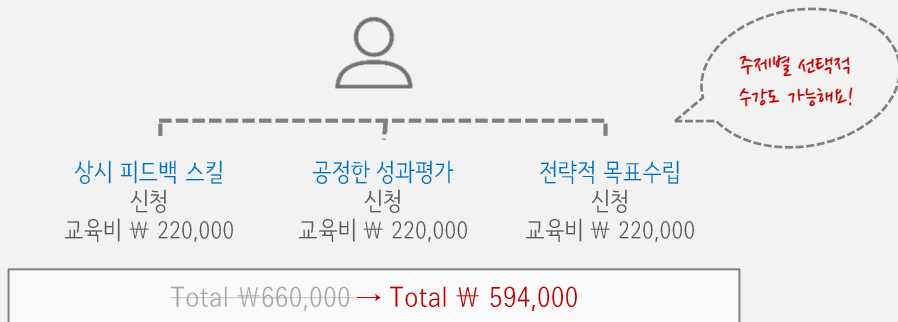 주제별 선택적
수강도 가능해요!
상시 피드백 스킬
신청
교육비 ₩ 220,000
공정한 성과평가
신청
교육비 ₩ 220,000
전략적 목표수립
신청
교육비 ₩ 220,000
Total ₩660,000 → Total ₩ 594,000